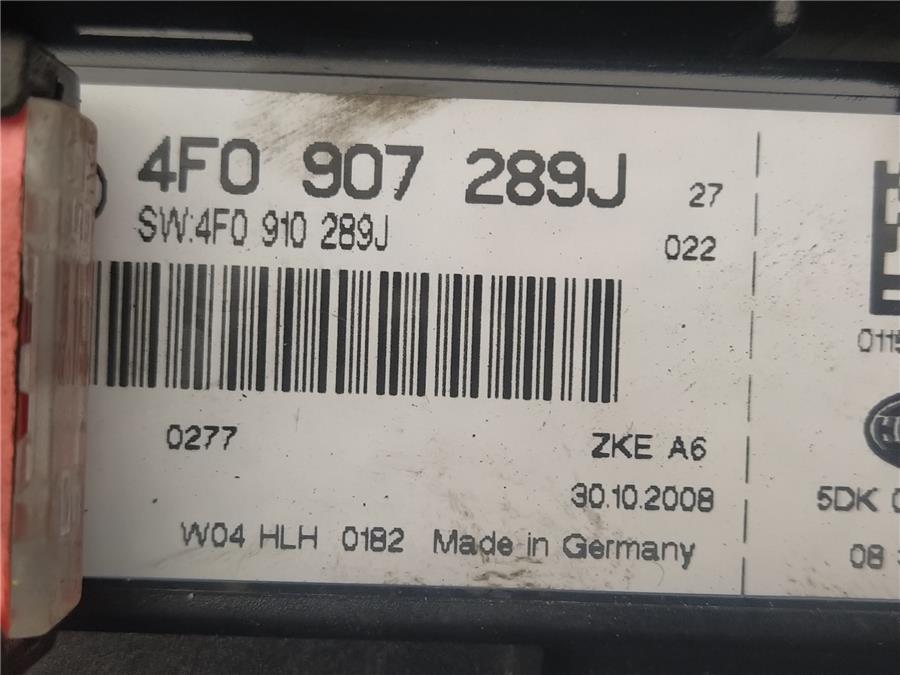 4F0 907 289J 27
SW:4F0 910 289J 022
0277 ZKE A6
30.10.2008
W04 HLH 0182 Made in Germany
5DK
08